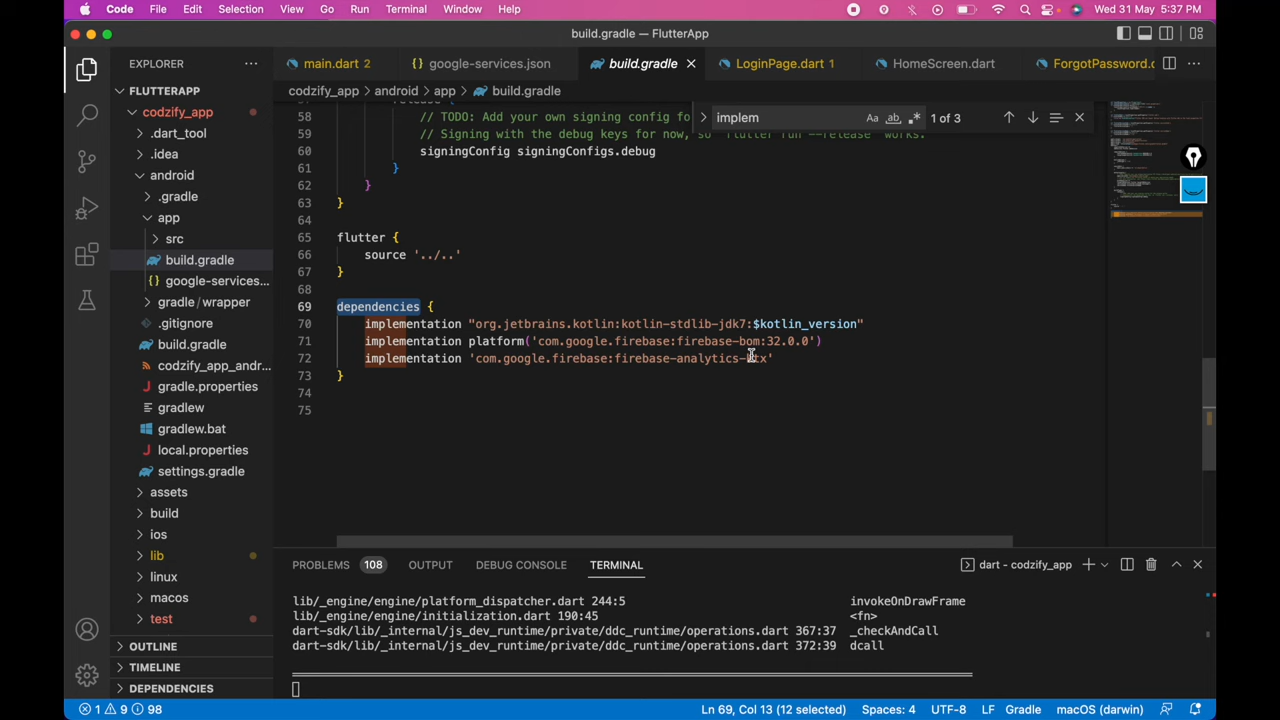 Code File Edit Selection View Go Run Terminal Window Help Wed 31 May 5:37 PM
build.gradle — FlutterApp
EXPLORER
main.dart 2 google-services.json build.gradle LoginPage.dart 1 HomeScreen.dart ForgotPassword.c
FLUTTERAPP
codzify_app > android > app > build.gradle
codzify_app
.dart_tool
.idea
android
.gradle
app
src
build.gradle
google-services...
gradle/wrapper
.gitignore
build.gradle
codzify_app_andr...
gradle.properties
gradlew
gradlew.bat
local.properties
settings.gradle
assets
build
ios
lib
linux
macos
test
OUTLINE
TIMELINE
DEPENDENCIES
implem Aa ab 1 of 3
release {
58 // TODO: Add your own signing config fo
59 // Signing with the debug keys for now, so `flutter run --release` works.
60 signingConfig signingConfigs.debug
61 }
62 }
63 }
64
65 flutter {
66 source '../..'
67 }
68
69 dependencies {
70 implementation "org.jetbrains.kotlin:kotlin-stdlib-jdk7:$kotlin_version"
71 implementation platform('com.google.firebase:firebase-bom:32.0.0')
72 implementation 'com.google.firebase:firebase-analytics-ktx'
73 }
74
75
PROBLEMS 108 OUTPUT DEBUG CONSOLE TERMINAL dart - codzify_app
lib/_engine/engine/platform_dispatcher.dart 244:5 invokeOnDrawFrame
lib/_engine/engine/initialization.dart 190:45 <fn>
dart-sdk/lib/_internal/js_dev_runtime/private/ddc_runtime/operations.dart 367:37 _checkAndCall
dart-sdk/lib/_internal/js_dev_runtime/private/ddc_runtime/operations.dart 372:39 dcall
1 9 98 Ln 69, Col 13 (12 selected) Spaces: 4 UTF-8 LF Gradle macOS (darwin)